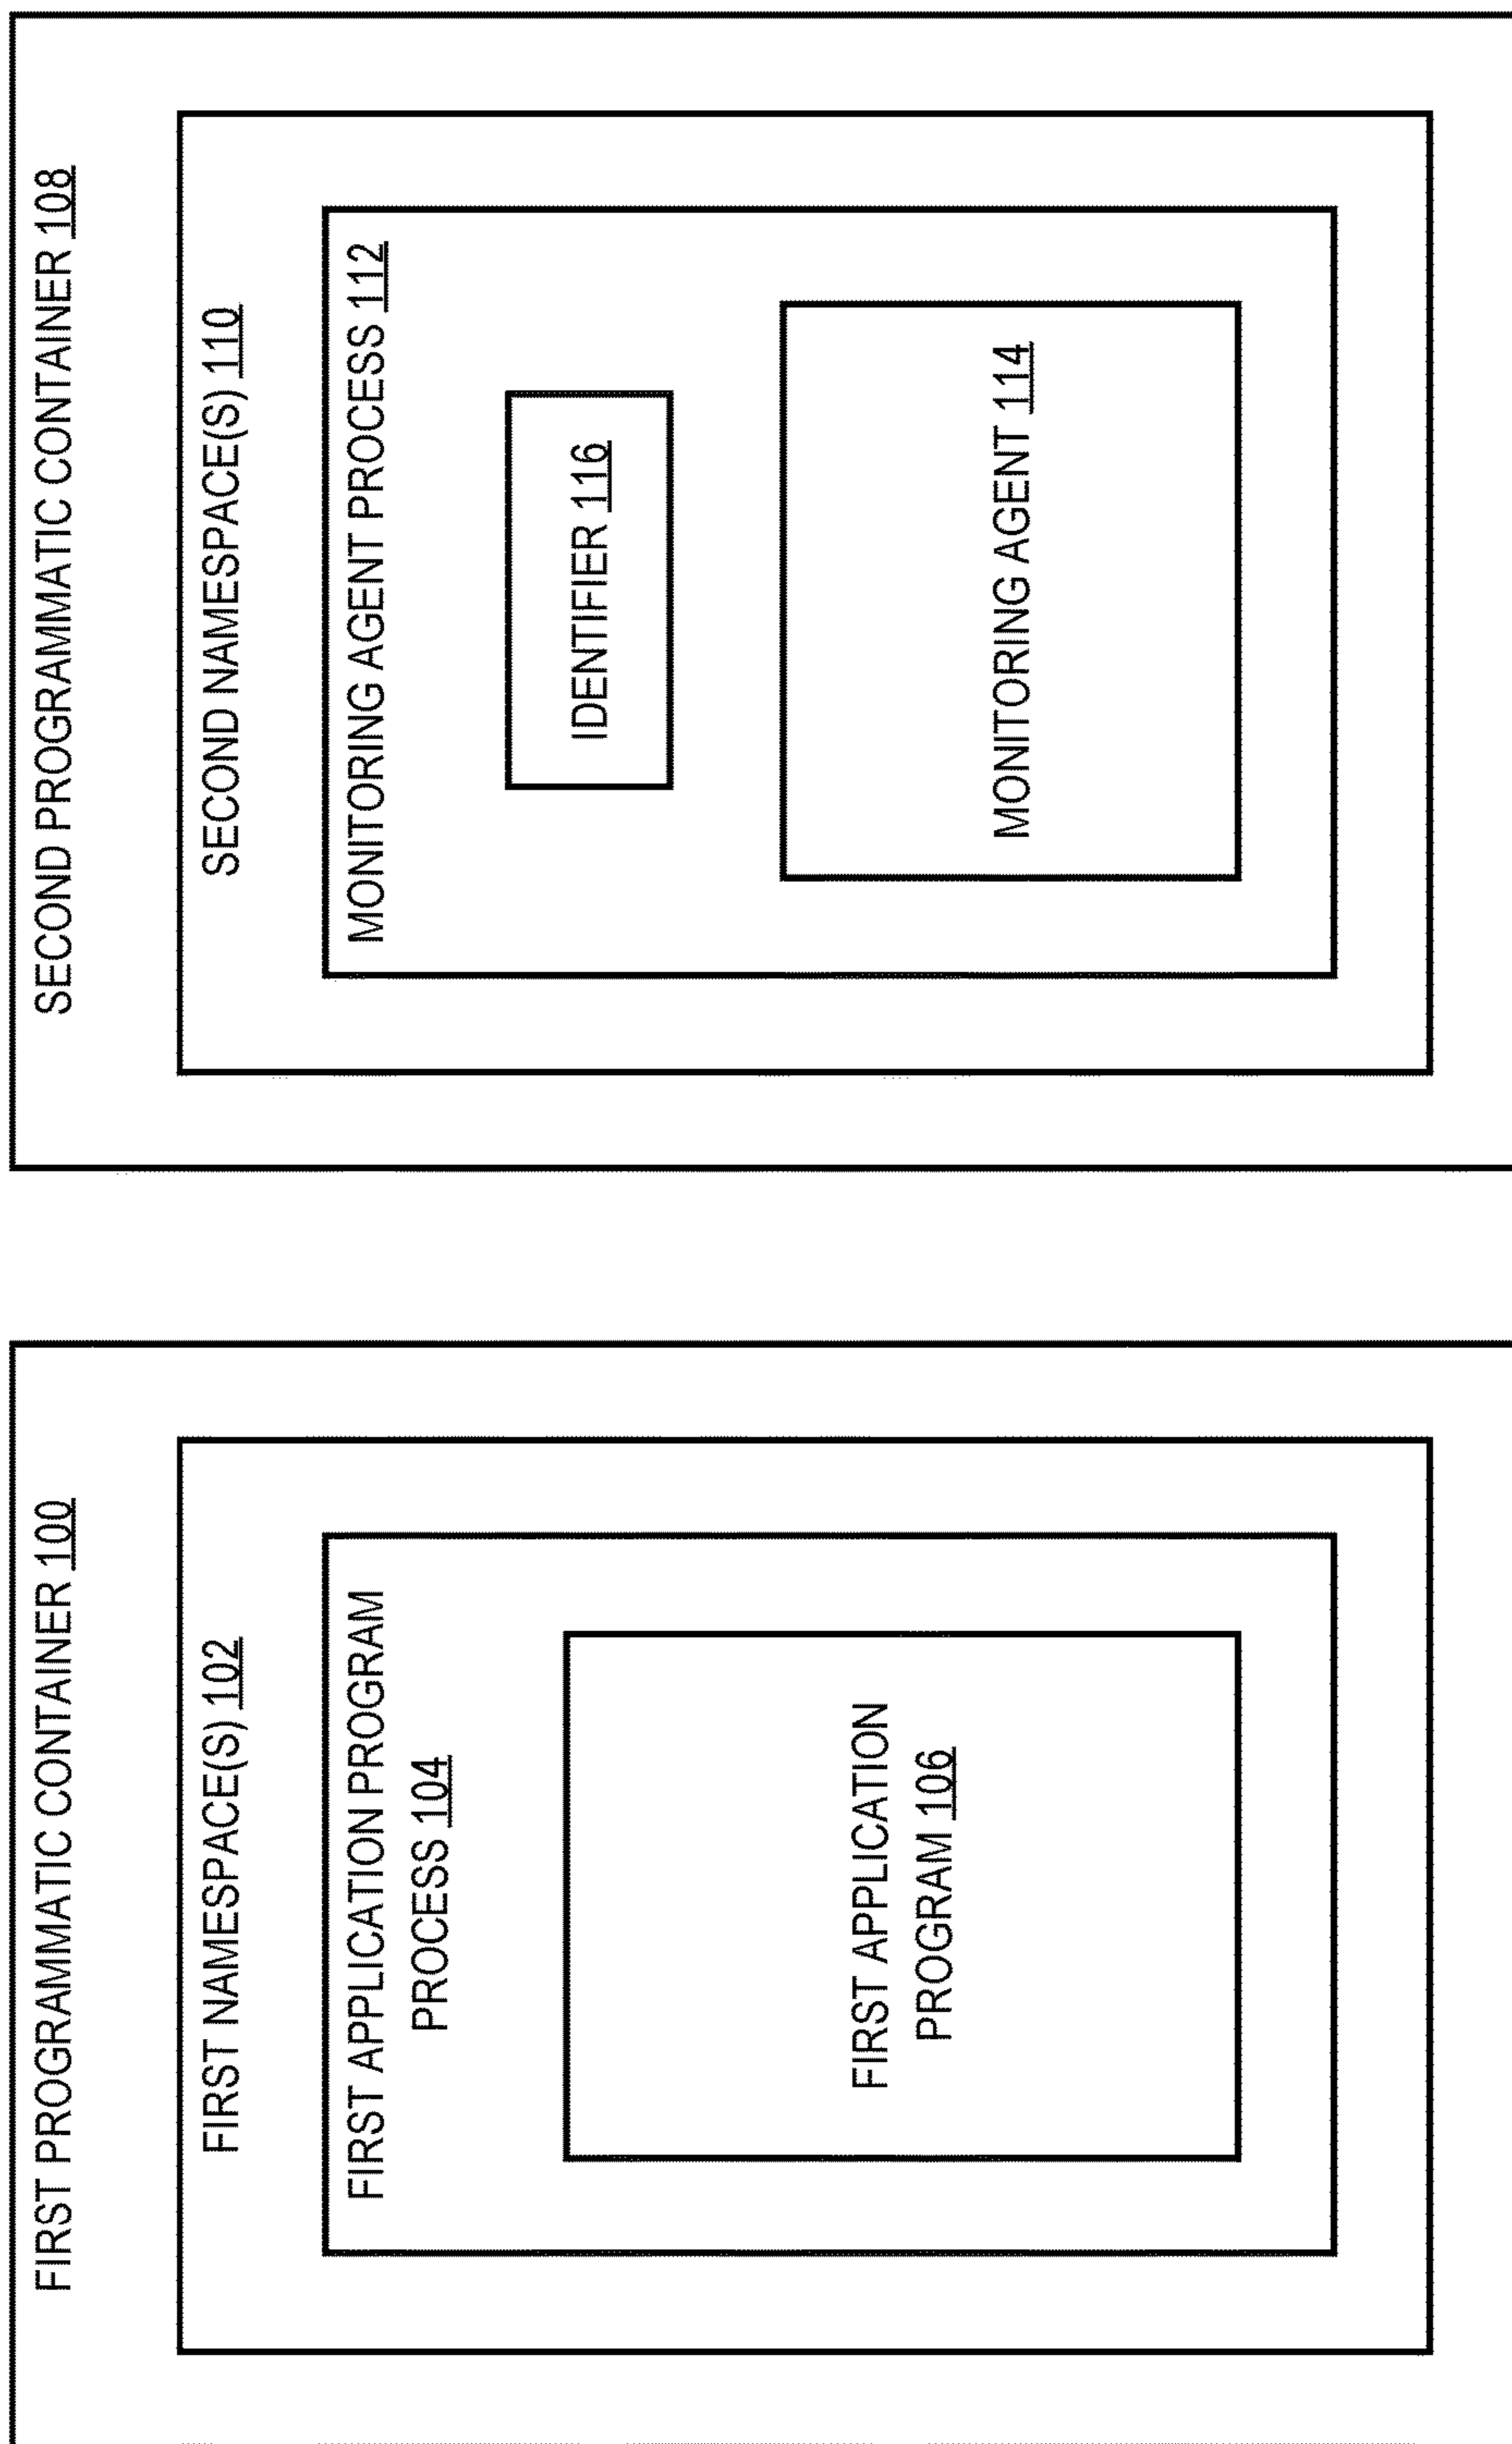 FIRST PROGRAMMATIC CONTAINER 100
FIRST NAMESPACE(S) 102
FIRST APPLICATION PROGRAM
PROCESS 104
FIRST APPLICATION
PROGRAM 106
SECOND PROGRAMMATIC CONTAINER 108
SECOND NAMESPACE(S) 110
MONITORING AGENT PROCESS 112
IDENTIFIER 116
MONITORING AGENT 114